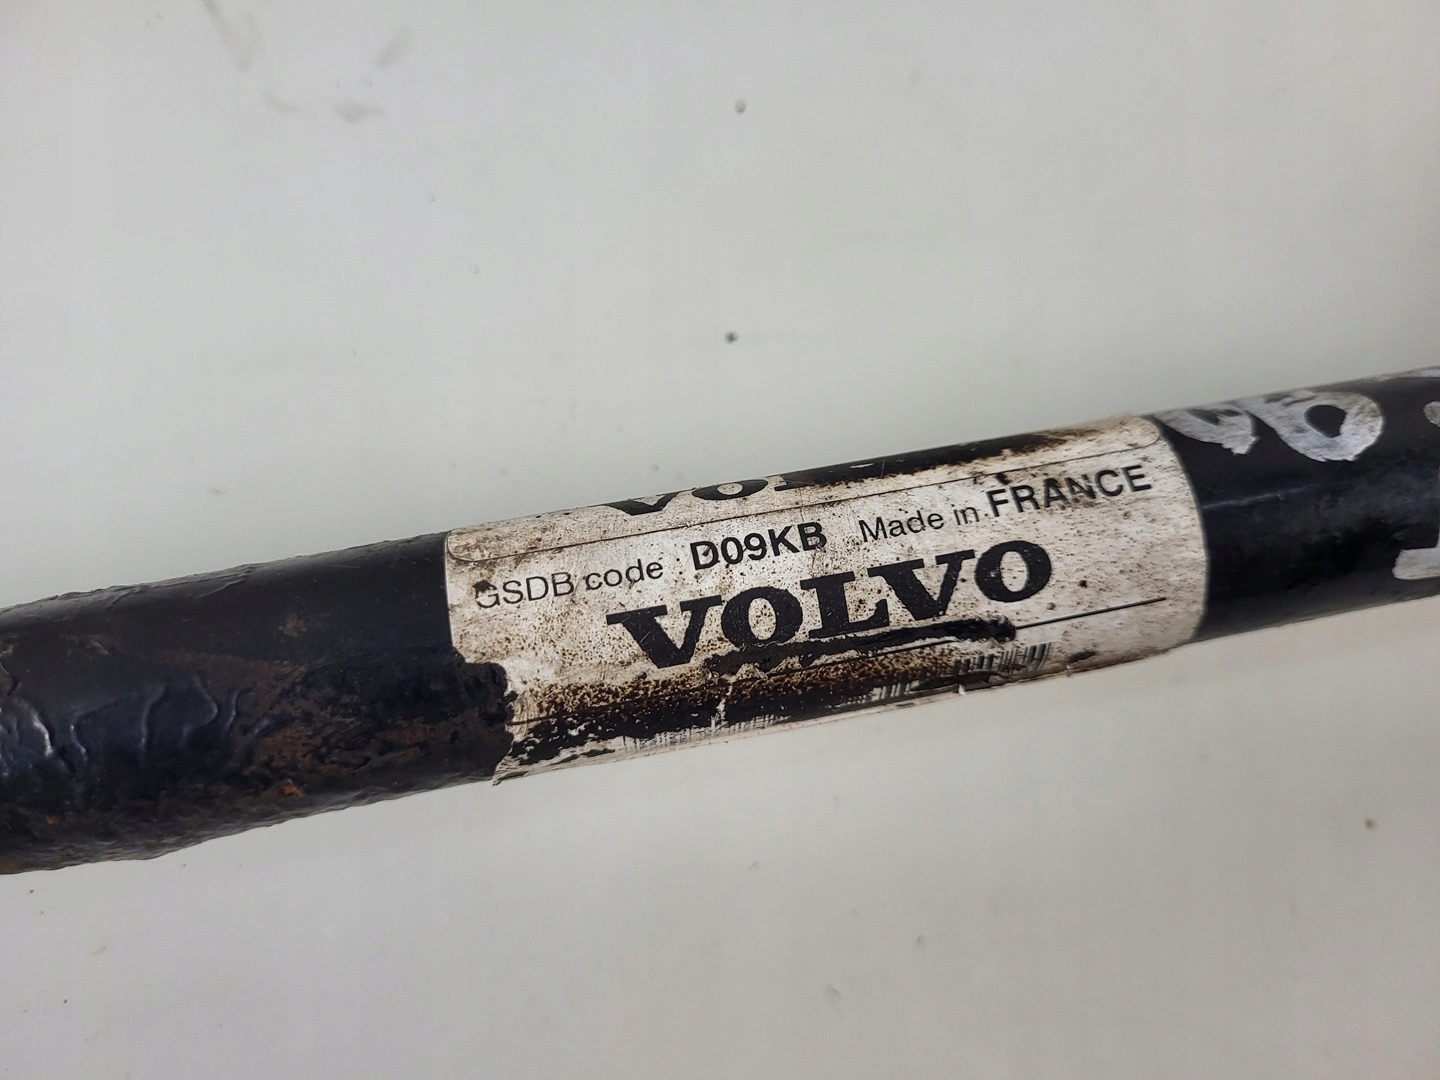 GSDB code D09KB Made in FRANCE
VOLVO